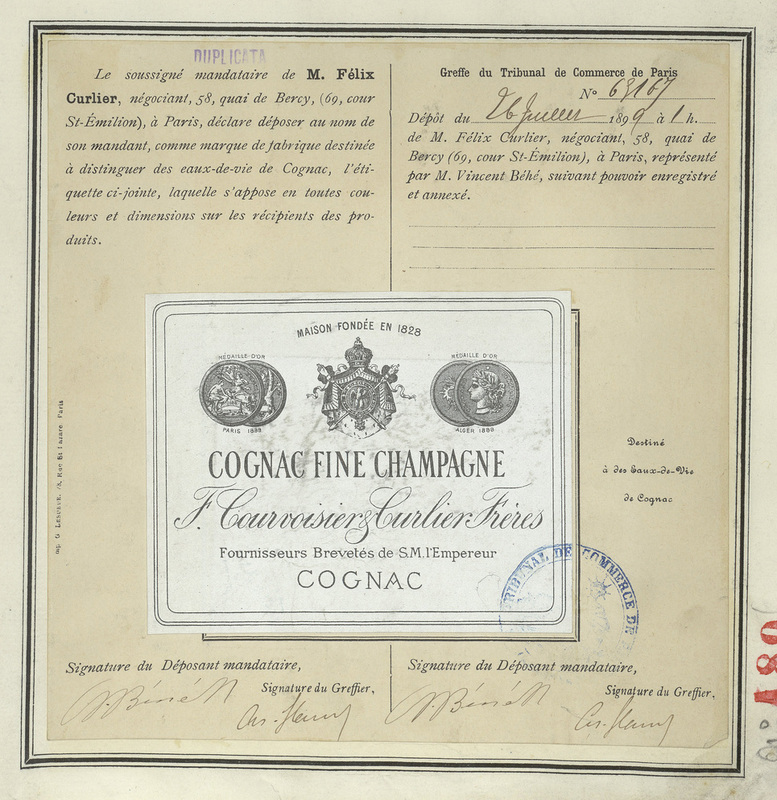 DUPLICATA
Le soussigné mandataire de M. Félix
Curlier, négociant, 58, quai de Bercy, (69, cour
St-Émilion), à Paris, déclare déposer au nom de
son mandant, comme marque de fabrique destinée
à distinguer des eaux-de-vie de Cognac, l'éti-
quette ci-jointe, laquelle s'appose en toutes cou-
leurs et dimensions sur les récipients des pro-
duits.
Greffe du Tribunal de Commerce de Paris
No 63167
Dépôt du 26 Juillet 1899 à 1 h.
de M. Félix Curlier, négociant, 58, quai de
Bercy (69, cour St-Émilion), à Paris, représenté
par M. Vincent Béhé, suivant pouvoir enregistré
et annexé.
MAISON FONDÉE EN 1828
MÉDAILLE D'OR
PARIS 1889
MÉDAILLE D'OR
ALGER 1889
COGNAC FINE CHAMPAGNE
F. Courvoisier & Curlier Frères
Fournisseurs Brevetés de S.M. l'Empereur
COGNAC
Destiné
à des Eaux-de-Vie
de Cognac
TRIBUNAL DE COMMERCE DE
Paris
Signature du Déposant mandataire,
Signature du Greffier,
Signature du Déposant mandataire,
Signature du Greffier,